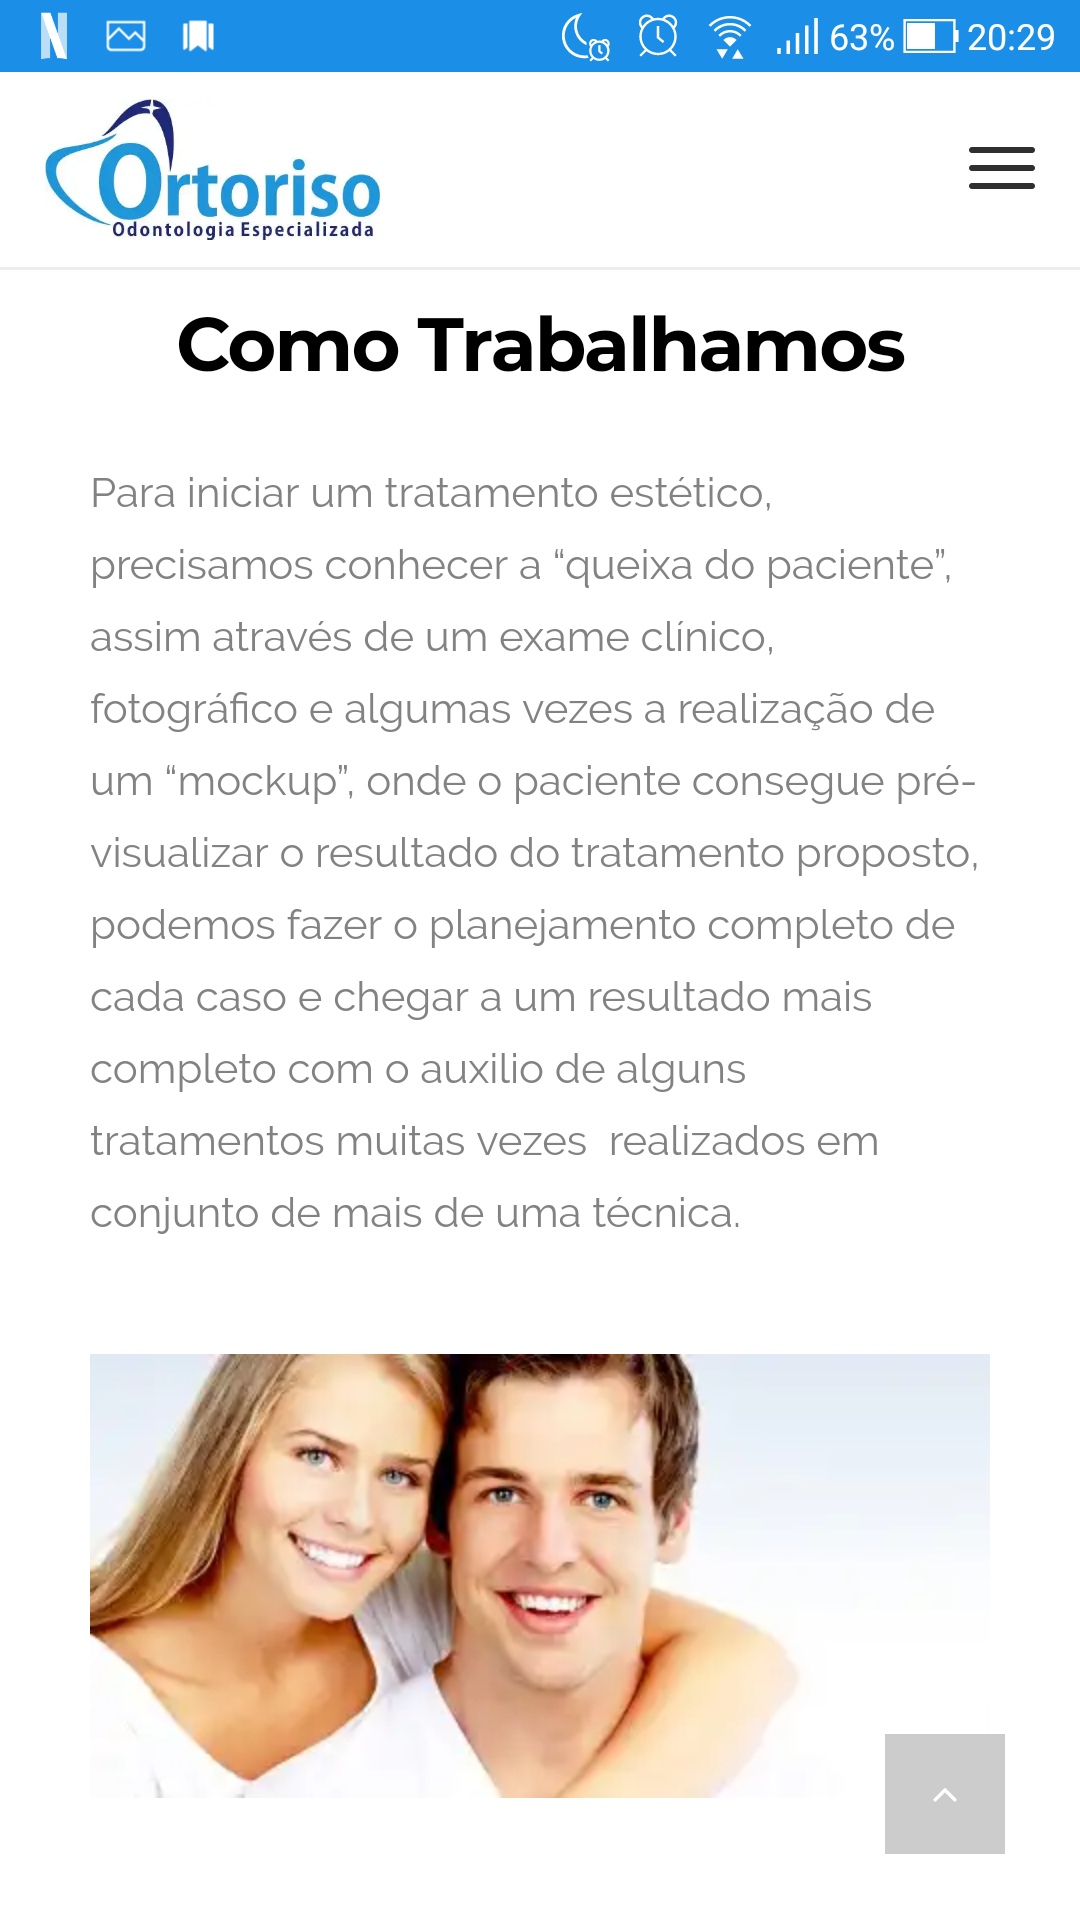 63% 20:29
Ortoriso
Odontologia Especializada
Como Trabalhamos
Para iniciar um tratamento estético,
precisamos conhecer a “queixa do paciente”,
assim através de um exame clínico,
fotográfico e algumas vezes a realização de
um “mockup”, onde o paciente consegue pré-
visualizar o resultado do tratamento proposto,
podemos fazer o planejamento completo de
cada caso e chegar a um resultado mais
completo com o auxilio de alguns
tratamentos muitas vezes  realizados em
conjunto de mais de uma técnica.